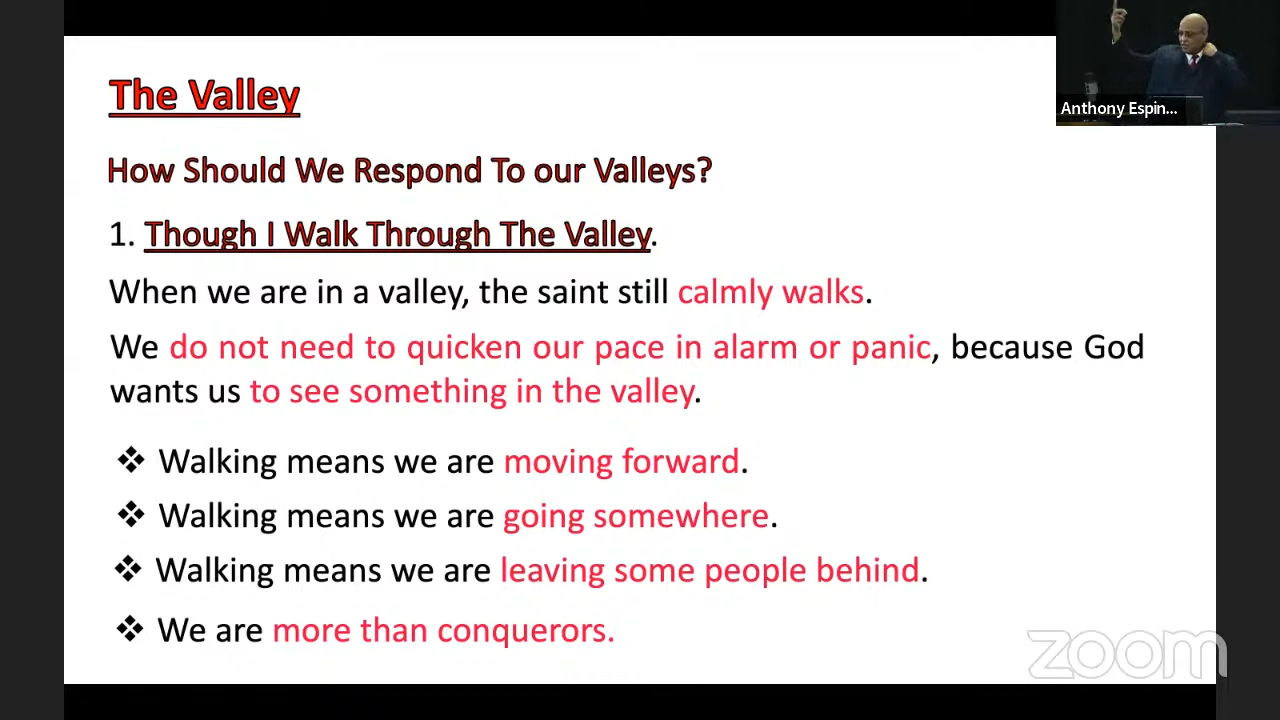 The Valley
Anthony Espin...
How Should We Respond To our Valleys?
1. Though I Walk Through The Valley.
When we are in a valley, the saint still calmly walks.
We do not need to quicken our pace in alarm or panic, because God
wants us to see something in the valley.
❖ Walking means we are moving forward.
❖ Walking means we are going somewhere.
❖ Walking means we are leaving some people behind.
❖ We are more than conquerors.
zoom